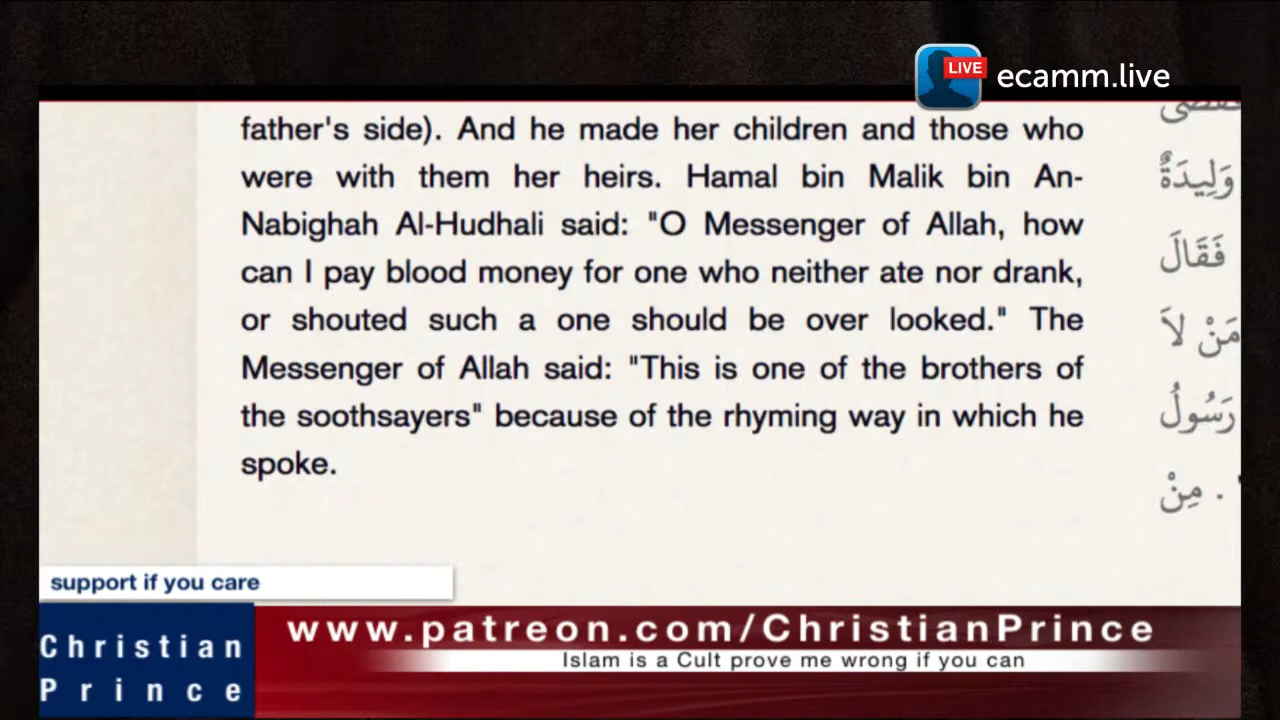 LIVE ecamm.live
father's side). And he made her children and those who
were with them her heirs. Hamal bin Malik bin An-
Nabighah Al-Hudhali said: "O Messenger of Allah, how
can I pay blood money for one who neither ate nor drank,
or shouted such a one should be over looked." The
Messenger of Allah said: "This is one of the brothers of
the soothsayers" because of the rhyming way in which he
spoke.
وَلِيدَةٌ
فَقَالَ
مَنْ لاَ
رَسُولُ
. مِنْ
support if you care
Christian
Prince
www.patreon.com/ChristianPrince
Islam is a Cult prove me wrong if you can